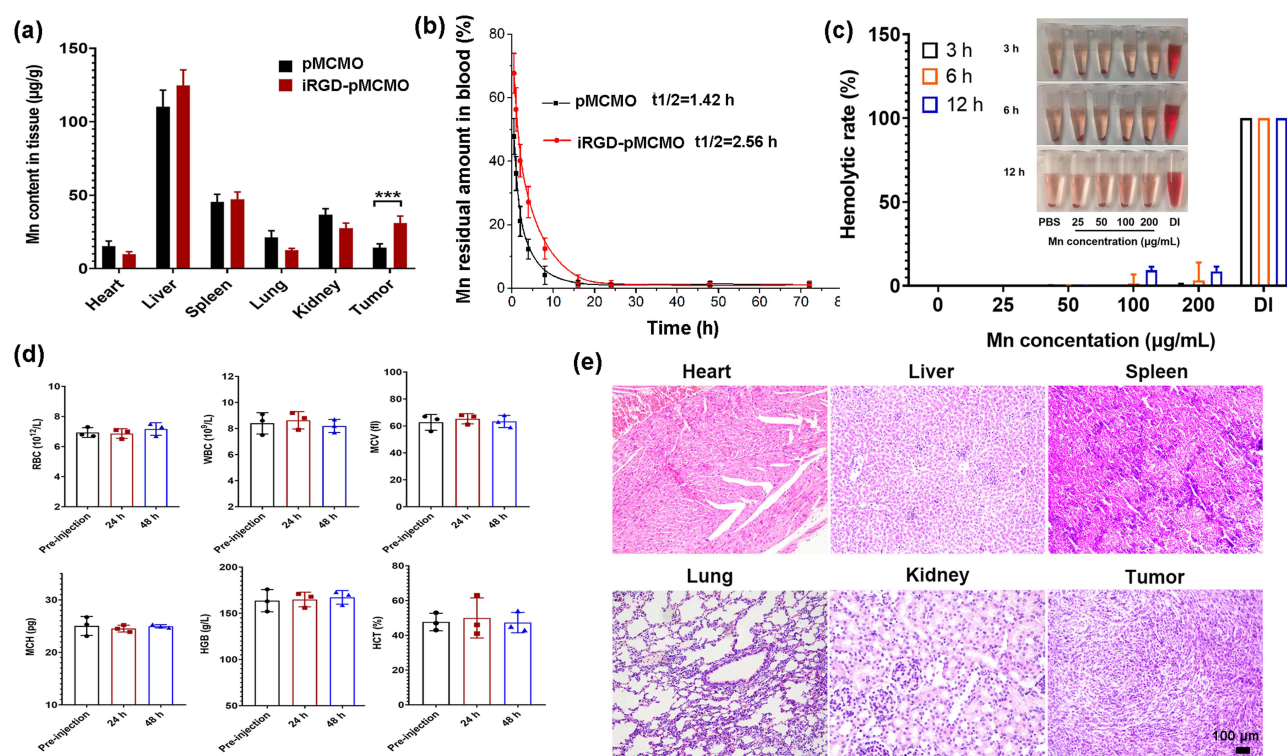 (a)
Mn content in tissue (µg/g)
150
100
50
0
pMCMO
iRGD-pMCMO
***
Heart
Liver
Spleen
Lung
Kidney
Tumor
(b)
Mn residual amount in blood (%)
80
60
40
20
0
pMCMO t1/2=1.42 h
iRGD-pMCMO t1/2=2.56 h
0 10 20 30 40 50 60 70 8
Time (h)
(c)
Hemolytic rate (%)
150
100
50
0
3 h
6 h
12 h
3 h
6 h
12 h
PBS 25 50 100 200 DI
Mn concentration (µg/mL)
0 25 50 100 200 DI
Mn concentation (µg/mL)
(d)
RBC (10^12/L)
10
8
6
4
2
Pre-injection
24 h
48 h
WBC (10^9/L)
10
8
6
4
2
Pre-injection
24 h
48 h
MCV (fl)
100
80
60
40
20
0
Pre-injection
24 h
48 h
MCH (pg)
30
20
10
Pre-injection
24 h
48 h
HGB (g/L)
200
150
100
50
Pre-injection
24 h
48 h
HCT (%)
80
60
40
20
0
Pre-injection
24 h
48 h
(e)
Heart
Liver
Spleen
Lung
Kidney
Tumor
100 µm